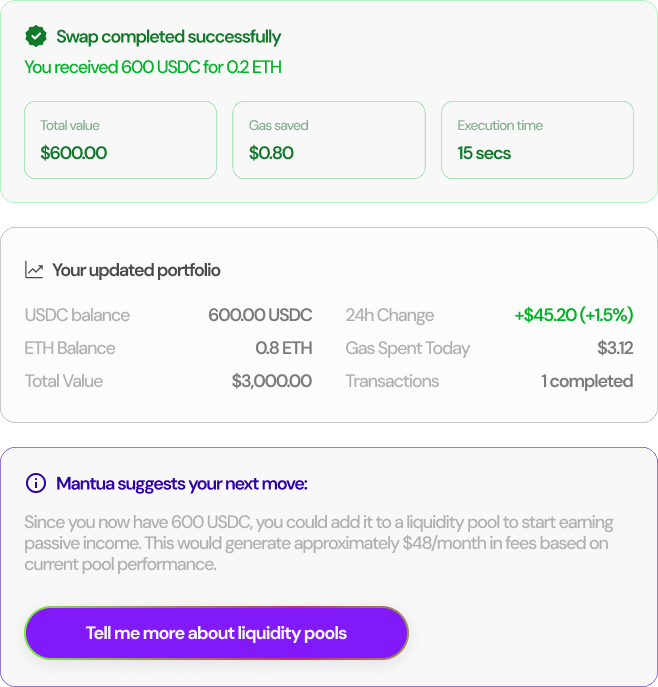 Swap completed successfully
You received 600 USDC for 0.2 ETH
Total value
$600.00
Gas saved
$0.80
Execution time
15 secs
Your updated portfolio
USDC balance 600.00 USDC
24h Change +$45.20 (+1.5%)
ETH Balance 0.8 ETH
Gas Spent Today $3.12
Total Value $3,000.00
Transactions 1 completed
Mantua suggests your next move:
Since you now have 600 USDC, you could add it to a liquidity pool to start earning
passive income. This would generate approximately $48/month in fees based on
current pool performance.
Tell me more about liquidity pools